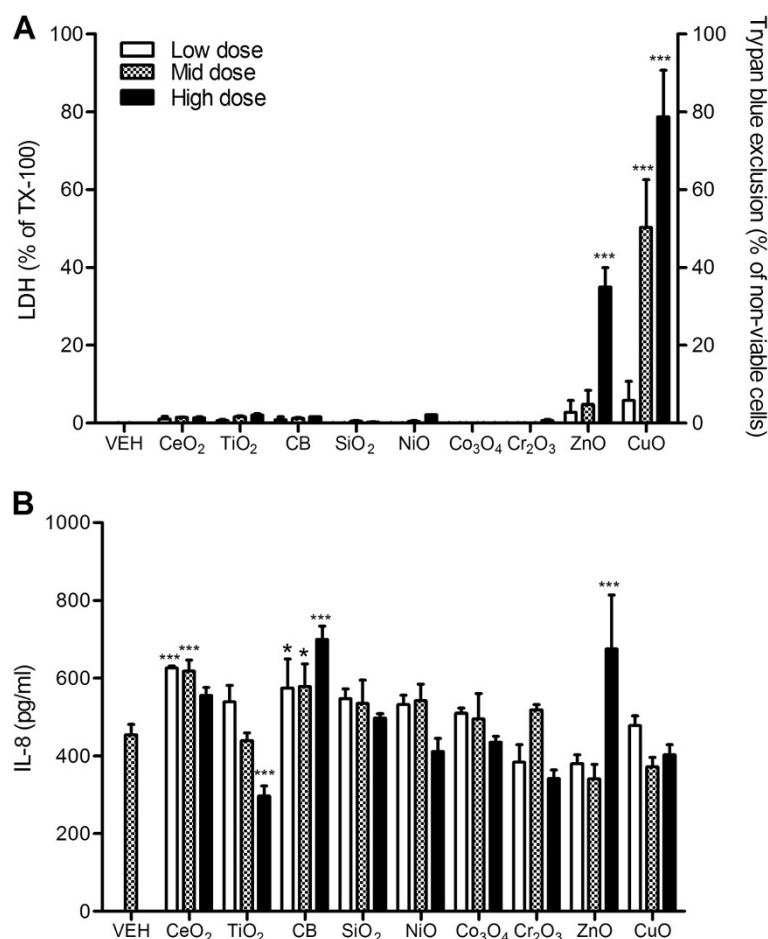 A
LDH (% of TX-100)
100
80
60
40
20
0
Low dose
Mid dose
High dose
***
***
***
100
80
60
40
20
0
Trypan blue exclusion (% of non-viable cells)
VEH CeO₂ TiO₂ CB SiO₂ NiO Co₃O₄ Cr₂O₃ ZnO CuO
B
IL-8 (pg/ml)
1000
800
600
400
200
0
*** *** *** * * *** ***
VEH CeO₂ TiO₂ CB SiO₂ NiO Co₃O₄ Cr₂O₃ ZnO CuO